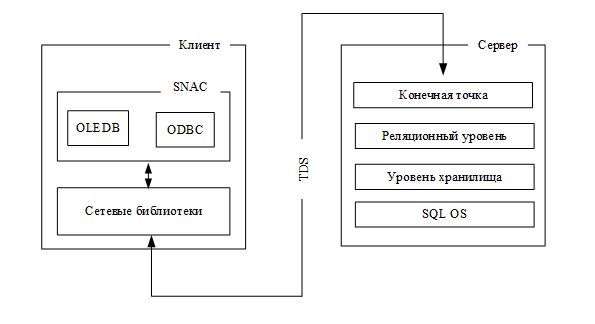 Клиент
SNAC
OLEDB
ODBC
Сетевые библиотеки
TDS
Сервер
Конечная точка
Реляционный уровень
Уровень хранилища
SQL OS